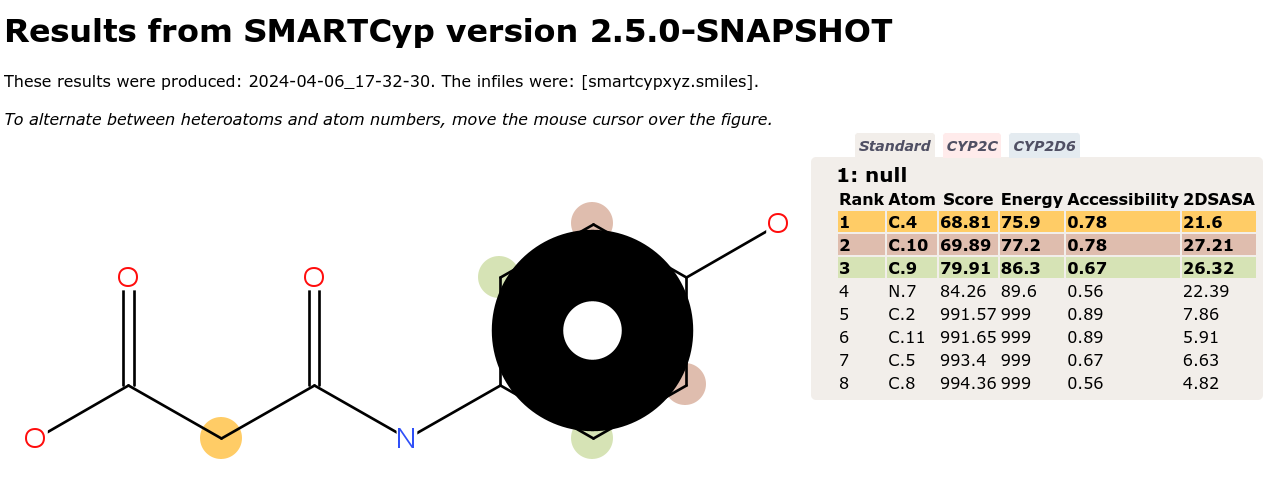 Results from SMARTCyp version 2.5.0-SNAPSHOT
These results were produced: 2024-04-06_17-32-30. The infiles were: [smartcypxyz.smiles].
To alternate between heteroatoms and atom numbers, move the mouse cursor over the figure.
Standard CYP2C CYP2D6
1: null
Rank Atom Score Energy Accessibility 2DSASA
1 C.4 68.81 75.9 0.78 21.6
2 C.10 69.89 77.2 0.78 27.21
3 C.9 79.91 86.3 0.67 26.32
4 N.7 84.26 89.6 0.56 22.39
5 C.2 991.57 999 0.89 7.86
6 C.11 991.65 999 0.89 5.91
7 C.5 993.4 999 0.67 6.63
8 C.8 994.36 999 0.56 4.82
O
O O
O N